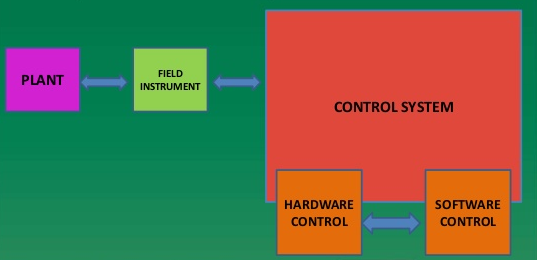 PLANT
FIELD
INSTRUMENT
CONTROL SYSTEM
HARDWARE
CONTROL
SOFTWARE
CONTROL